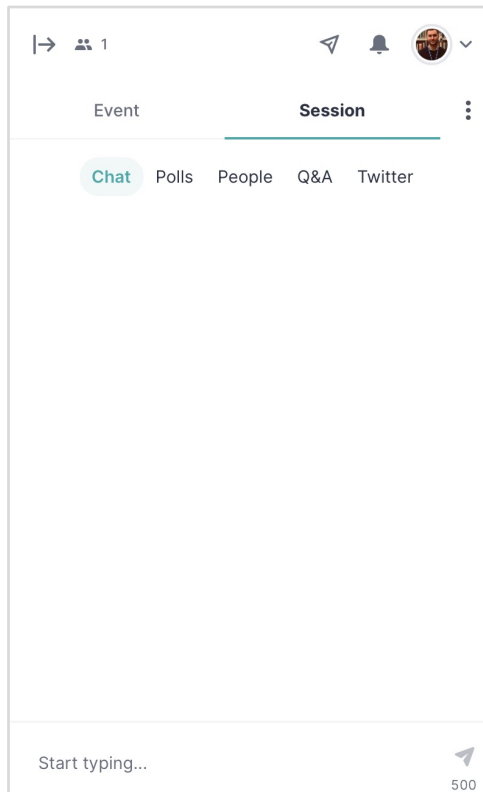 1
Event Session
Chat Polls People Q&A Twitter
Start typing...
500